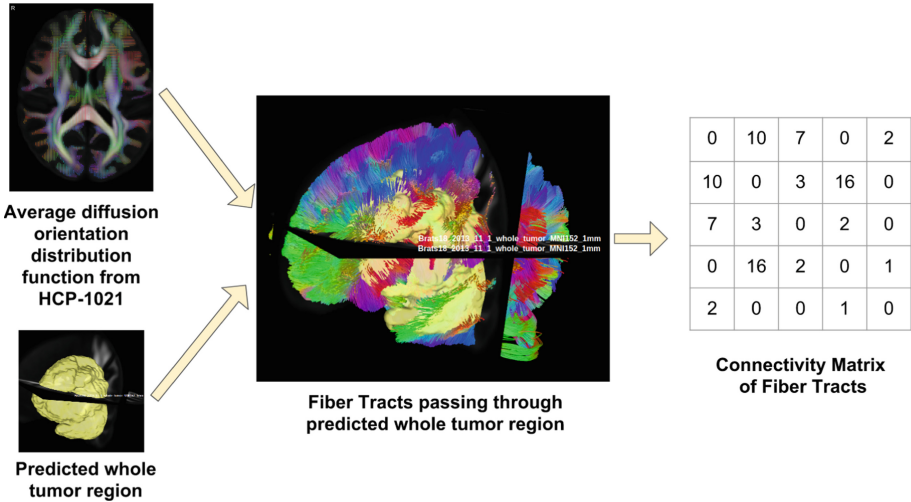 R
Average diffusion
orientation
distribution
function from
HCP-1021
Predicted whole
tumor region
Brats18_2013_11_1_whole_tumor_MNI152_1mm
Brats18_2013_11_1_whole_tumor_MNI152_1mm
Fiber Tracts passing through
predicted whole tumor region
0 10 7 0 2
10 0 3 16 0
7 3 0 2 0
0 16 2 0 1
2 0 0 1 0
Connectivity Matrix
of Fiber Tracts